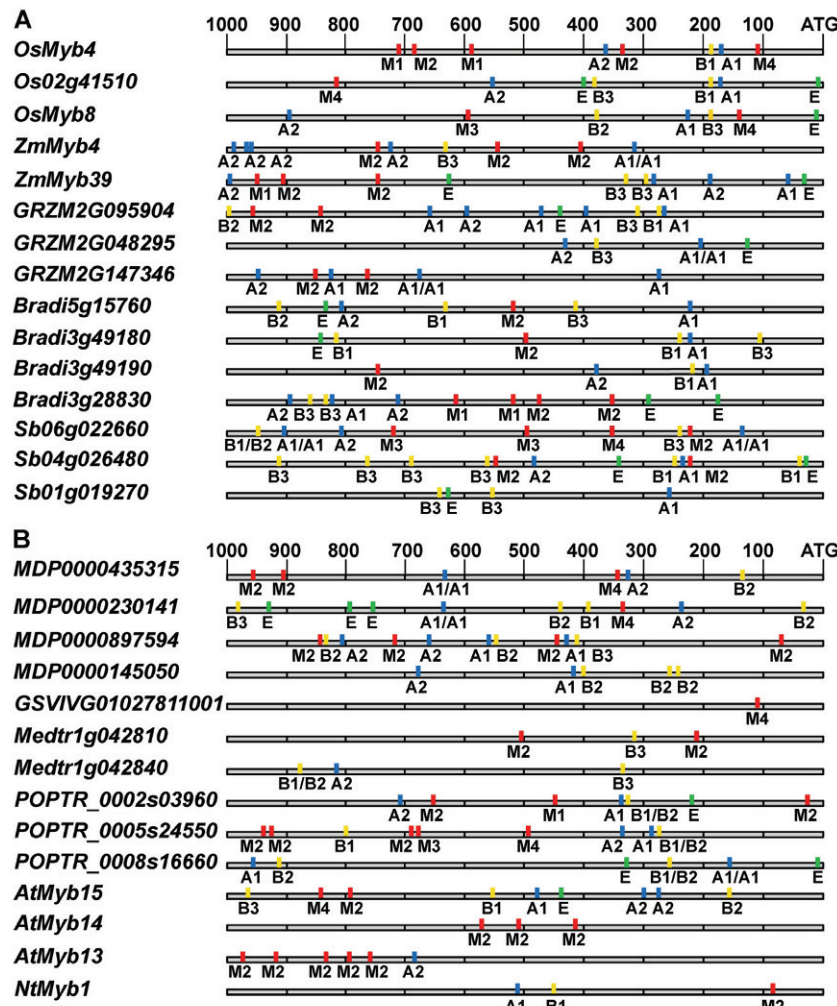 A
1000 900 800 700 600 500 400 300 200 100 ATG
OsMyb4
M1 M2 M1 A2 M2 B1 A1 M4
Os02g41510
M4 A2 E B3 B1 A1 E
OsMyb8
A2 M3 B2 A1 B3 M4 E
ZmMyb4
A2 A2 A2 M2 A2 B3 M2 M2 A1/A1
ZmMyb39
A2 M1 M2 M2 E B3 B3 A1 A2 A1 E
GRZM2G095904
B2 M2 M2 A1 A2 A1 E A1 B3 B1 A1
GRZM2G048295
A2 B3 A1/A1 E
GRZM2G147346
A2 M2 A1 M2 A1/A1 A1
Bradi5g15760
B2 E A2 B1 M2 B3 A1
Bradi3g49180
E B1 M2 B1 A1 B3
Bradi3g49190
M2 A2 B1 A1
Bradi3g28830
A2 B3 B3 A1 A2 M1 M1 M2 M2 E E
Sb06g022660
B1/B2 A1/A1 A2 M3 M3 M4 B3 M2 A1/A1
Sb04g026480
B3 B3 B3 B3 M2 A2 E B1 A1 M2 B1 E
Sb01g019270
B3 E B3 A1
B
1000 900 800 700 600 500 400 300 200 100 ATG
MDP0000435315
M2 M2 A1/A1 M4 A2 B2
MDP0000230141
B3 E E E A1/A1 B2 B1 M4 A2 B2
MDP0000897594
M2 B2 A2 M2 A2 A1 B2 M2 A1 B3 M2
MDP0000145050
A2 A1 B2 B2 B2
GSVIVG01027811001
M4
Medtr1g042810
M2 B3 M2
Medtr1g042840
B1/B2 A2 B3
POPTR_0002s03960
A2 M2 M1 A1 B1/B2 E M2
POPTR_0005s24550
M2 M2 B1 M2 M3 M4 A2 A1 B1/B2
POPTR_0008s16660
A1 B2 E B1/B2 A1/A1 E
AtMyb15
B3 M4 M2 B1 A1 E A2 A2 B2
AtMyb14
M2 M2 M2
AtMyb13
M2 M2 M2 M2 M2 A2
NtMyb1
A1 B1 M2